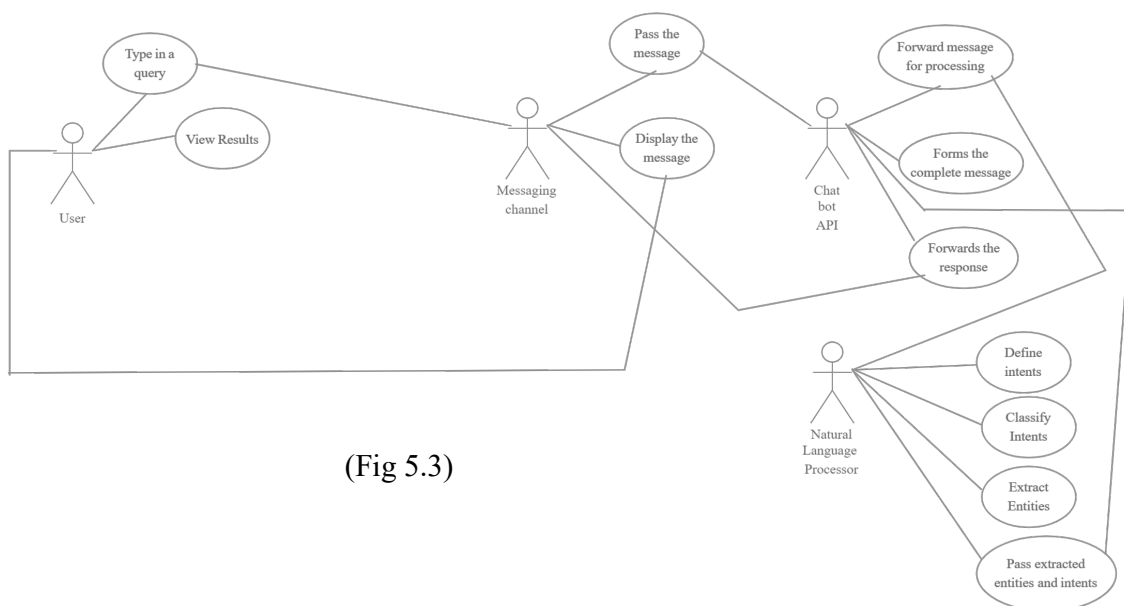 Type in a
query
View Results
User
Pass the
message
Display the
message
Messaging
channel
Forward message
for processing
Forms the
complete message
Chat
bot
API
Forwards the
response
Define
intents
Classify
Intents
Natural
Language
Processor
Extract
Entities
Pass extracted
entities and intents
(Fig 5.3)